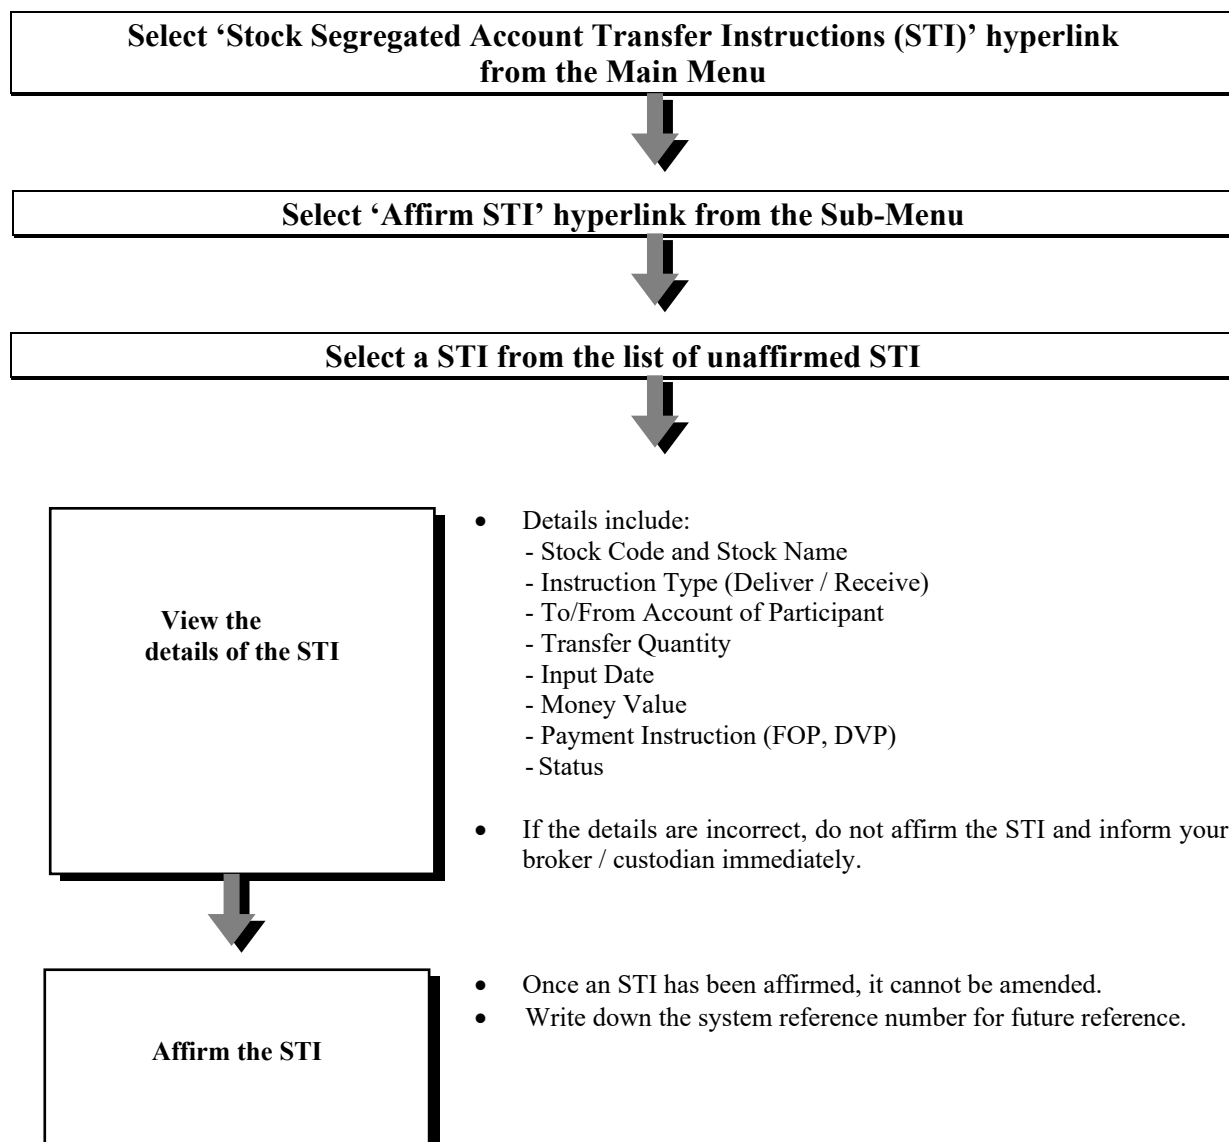 Select ‘Stock Segregated Account Transfer Instructions (STI)’ hyperlink
from the Main Menu
Select ‘Affirm STI’ hyperlink from the Sub-Menu
Select a STI from the list of unaffirmed STI
View the
details of the STI
• Details include:
- Stock Code and Stock Name
- Instruction Type (Deliver / Receive)
- To/From Account of Participant
- Transfer Quantity
- Input Date
- Money Value
- Payment Instruction (FOP, DVP)
- Status
• If the details are incorrect, do not affirm the STI and inform your
broker / custodian immediately.
Affirm the STI
• Once an STI has been affirmed, it cannot be amended.
• Write down the system reference number for future reference.